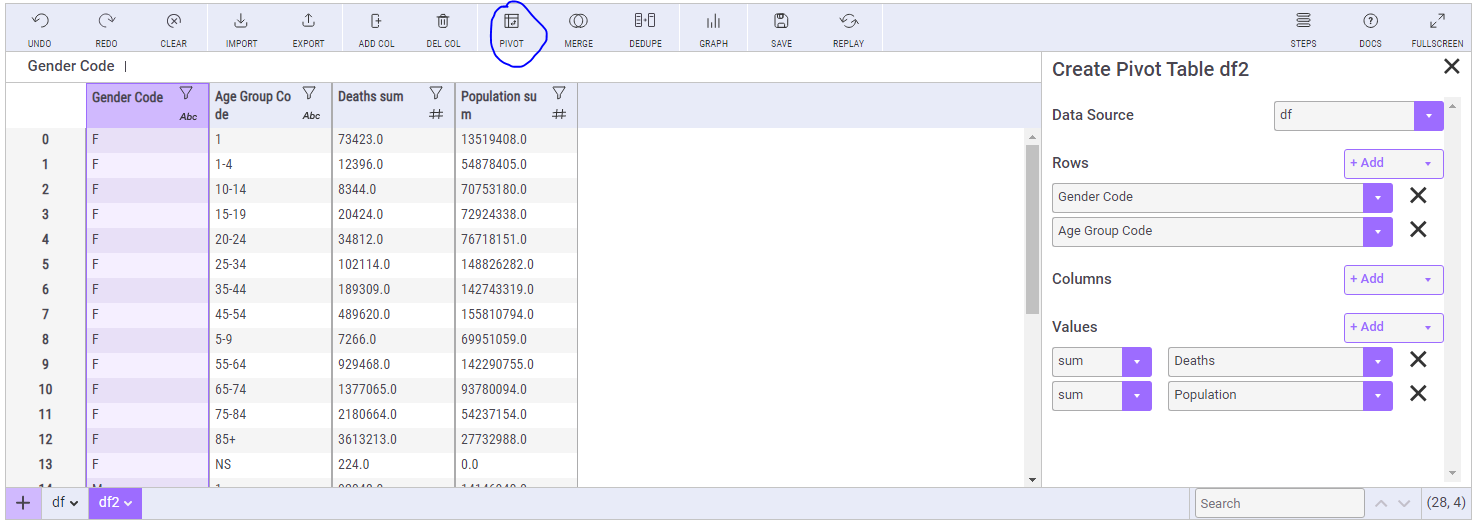 UNDO REDO CLEAR IMPORT EXPORT ADD COL DEL COL PIVOT MERGE DEDUPE GRAPH SAVE REPLAY STEPS DOCS FULLSCREEN
Gender Code
Gender Code Abc Age Group Co de Abc Deaths sum Population su m
0 F 1 73423.0 13519408.0
1 F 1-4 12396.0 54878405.0
2 F 10-14 8344.0 70753180.0
3 F 15-19 20424.0 72924338.0
4 F 20-24 34812.0 76718151.0
5 F 25-34 102114.0 148826282.0
6 F 35-44 189309.0 142743319.0
7 F 45-54 489620.0 155810794.0
8 F 5-9 7266.0 69951059.0
9 F 55-64 929468.0 142290755.0
10 F 65-74 1377065.0 93780094.0
11 F 75-84 2180664.0 54237154.0
12 F 85+ 3613213.0 27732988.0
13 F NS 224.0 0.0
Create Pivot Table df2
Data Source df
Rows + Add
Gender Code
Age Group Code
Columns + Add
Values + Add
sum Deaths
sum Population
+ df df2 Search (28, 4)